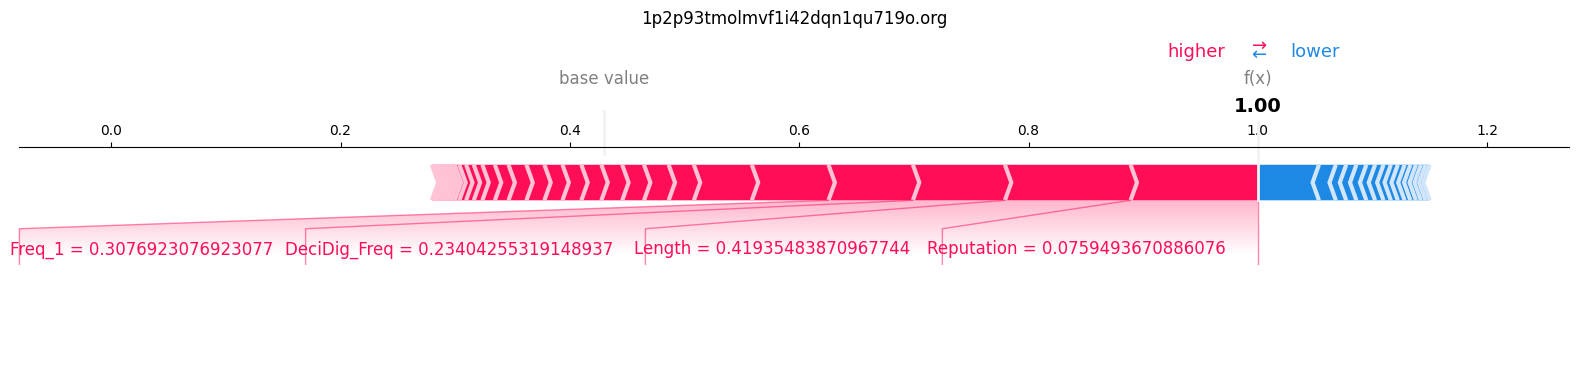 1p2p93tmolmvf1i42dqn1qu719o.org
higher → ← lower
base value f(x)
1.00
0.0 0.2 0.4 0.6 0.8 1.0 1.2
Freq_1 = 0.3076923076923077 DeciDig_Freq = 0.23404255319148937 Length = 0.41935483870967744 Reputation = 0.0759493670886076